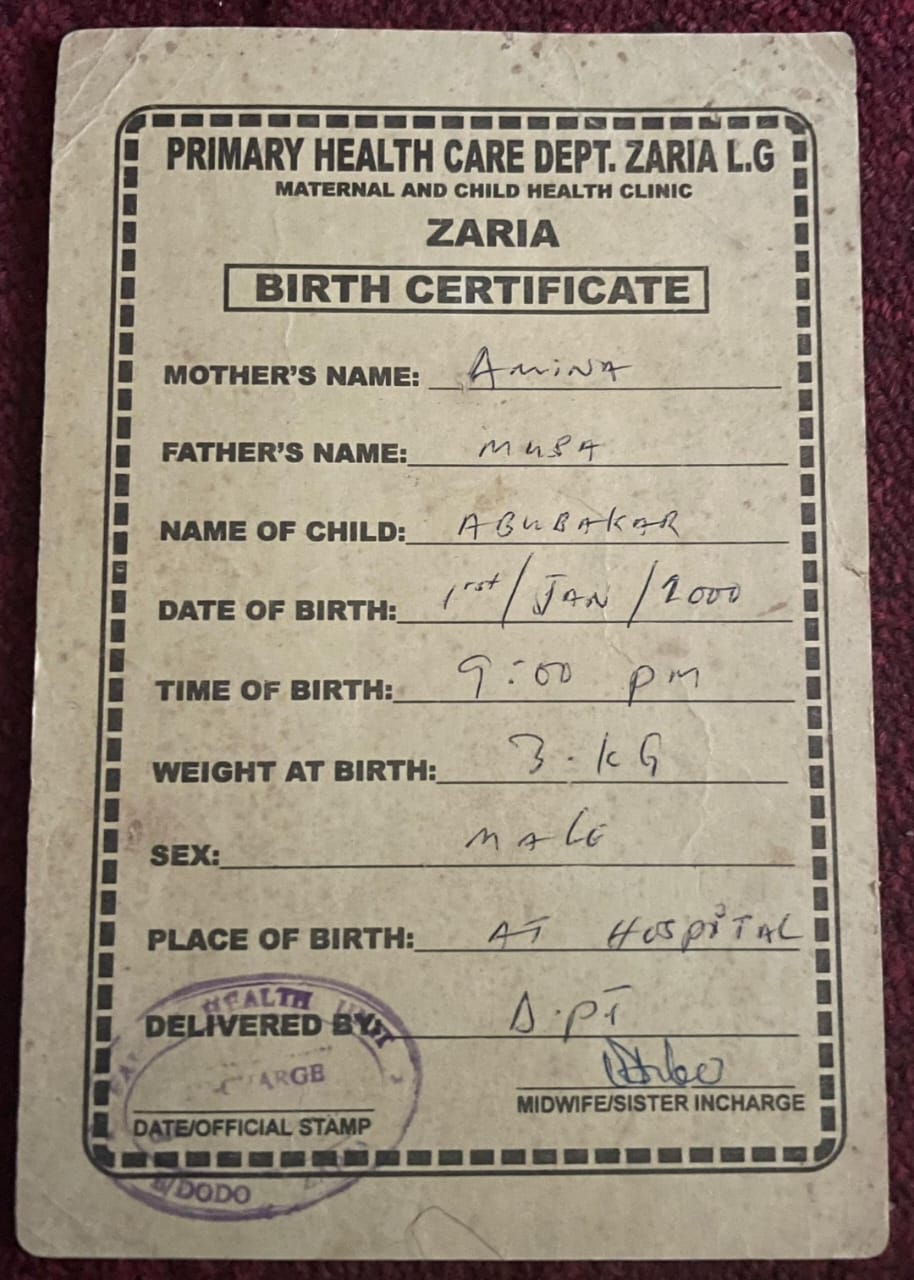 PRIMARY HEALTH CARE DEPT. ZARIA L.G
MATERNAL AND CHILD HEALTH CLINIC
ZARIA
BIRTH CERTIFICATE
MOTHER'S NAME: AMINA
FATHER'S NAME: MUSA
NAME OF CHILD: ABUBAKAR
DATE OF BIRTH: 1rst/JAN/2000
TIME OF BIRTH: 9:00 PM
WEIGHT AT BIRTH: 3.KG
SEX: MALE
PLACE OF BIRTH: AT HOSPITAL
HEALTH
DELIVERED BY: D.PT
MIDWIFE/SISTER INCHARGE
DATE/OFFICIAL STAMP
DODO